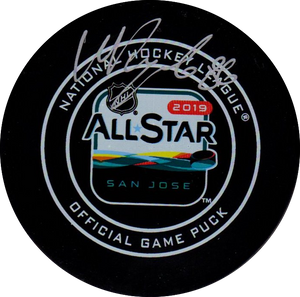 NATIONAL HOCKEY LEAGUE®
NHL
2019
ALL★STAR
SAN JOSE
™
OFFICIAL GAME PUCK